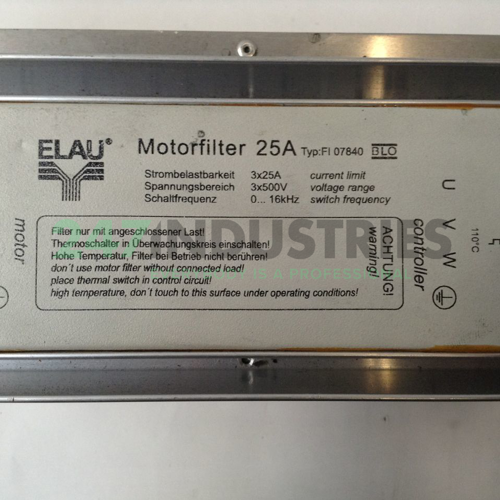 ELAU®
Motorfilter 25A Typ:FI 07840 BLO
Strombelastbarkeit 3x25A current limit
Spannungsbereich 3x500V voltage range
Schaltfrequenz 0... 16kHz switch frequency
Filter nur mit angeschlossener Last!
Thermoschalter in Überwachungskreis einschalten!
Hohe Temperatur, Filter bei Betrieb nicht berühren!
don´t use motor filter without connected load!
place thermal switch in control circuit!
high temperature, don´t touch to this surface under operating conditions!
ACHTUNG!
warning!
motor
controller
U V W
110°C
INDUSTRIES
IS A PROFESSIONAL